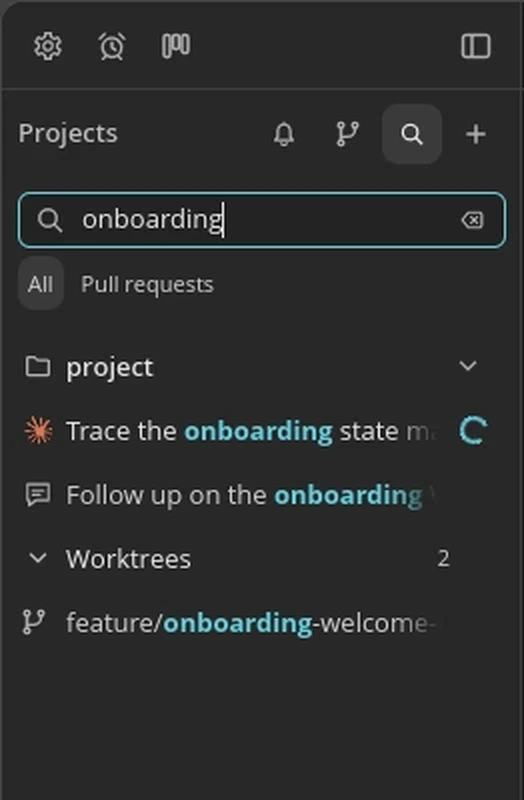 Projects
onboarding
All Pull requests
project
Trace the onboarding state
Follow up on the onboarding
Worktrees 2
feature/onboarding-welcome-